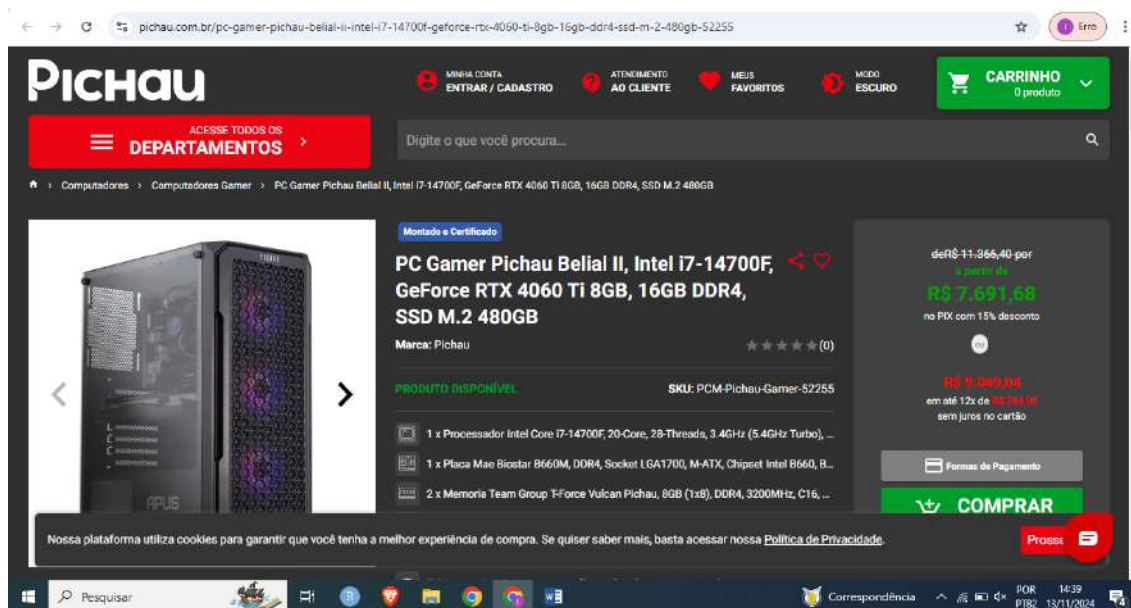 pichau.com.br/pc-gamer-pichau-belial-ii-intel-i7-14700f-geforce-rtx-4060-ti-8gb-16gb-ddr4-ssd-m-2-480gb-52255
Erro
PICHAU
MINHA CONTA
ENTRAR / CADASTRO
ATENDIMENTO
AO CLIENTE
MEUS
FAVORITOS
MODO
ESCURO
CARRINHO
0 produto
ACESSE TODOS OS
DEPARTAMENTOS
Digite o que você procura...
Computadores > Computadores Gamer > PC Gamer Pichau Belial II, Intel i7-14700F, GeForce RTX 4060 Ti 8GB, 16GB DDR4, SSD M.2 480GB
Montado e Certificado
PC Gamer Pichau Belial II, Intel i7-14700F,
GeForce RTX 4060 Ti 8GB, 16GB DDR4,
SSD M.2 480GB
Marca: Pichau
(0)
PRODUTO DISPONÍVEL
SKU: PCM-Pichau-Gamer-52255
1 x Processador Intel Core i7-14700F, 20-Core, 28-Threads, 3.4GHz (5.4GHz Turbo), ...
1 x Placa Mae Biostar B660M, DDR4, Socket LGA1700, M-ATX, Chipset Intel B660, B...
2 x Memoria Team Group T-Force Vulcan Pichau, 8GB (1x8), DDR4, 3200MHz, C16, ...
deR$ 11.366,40 por
a partir de
R$ 7.691,68
no PIX com 15% desconto
ou
R$ 9.049,04
em até 12x de
sem juros no cartão
Formas de Pagamento
COMPRAR
APUS
Nossa plataforma utiliza cookies para garantir que você tenha a melhor experiência de compra. Se quiser saber mais, basta acessar nossa Política de Privacidade.
Prosse
Pesquisar
Correspondência
POR
PTB2
14:39
13/11/2024